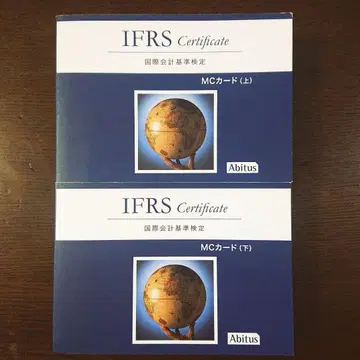 IFRS Certificate
国際会計基準検定
MCカード(上)
Abitus
IFRS Certificate
国際会計基準検定
MCカード(下)
Abitus